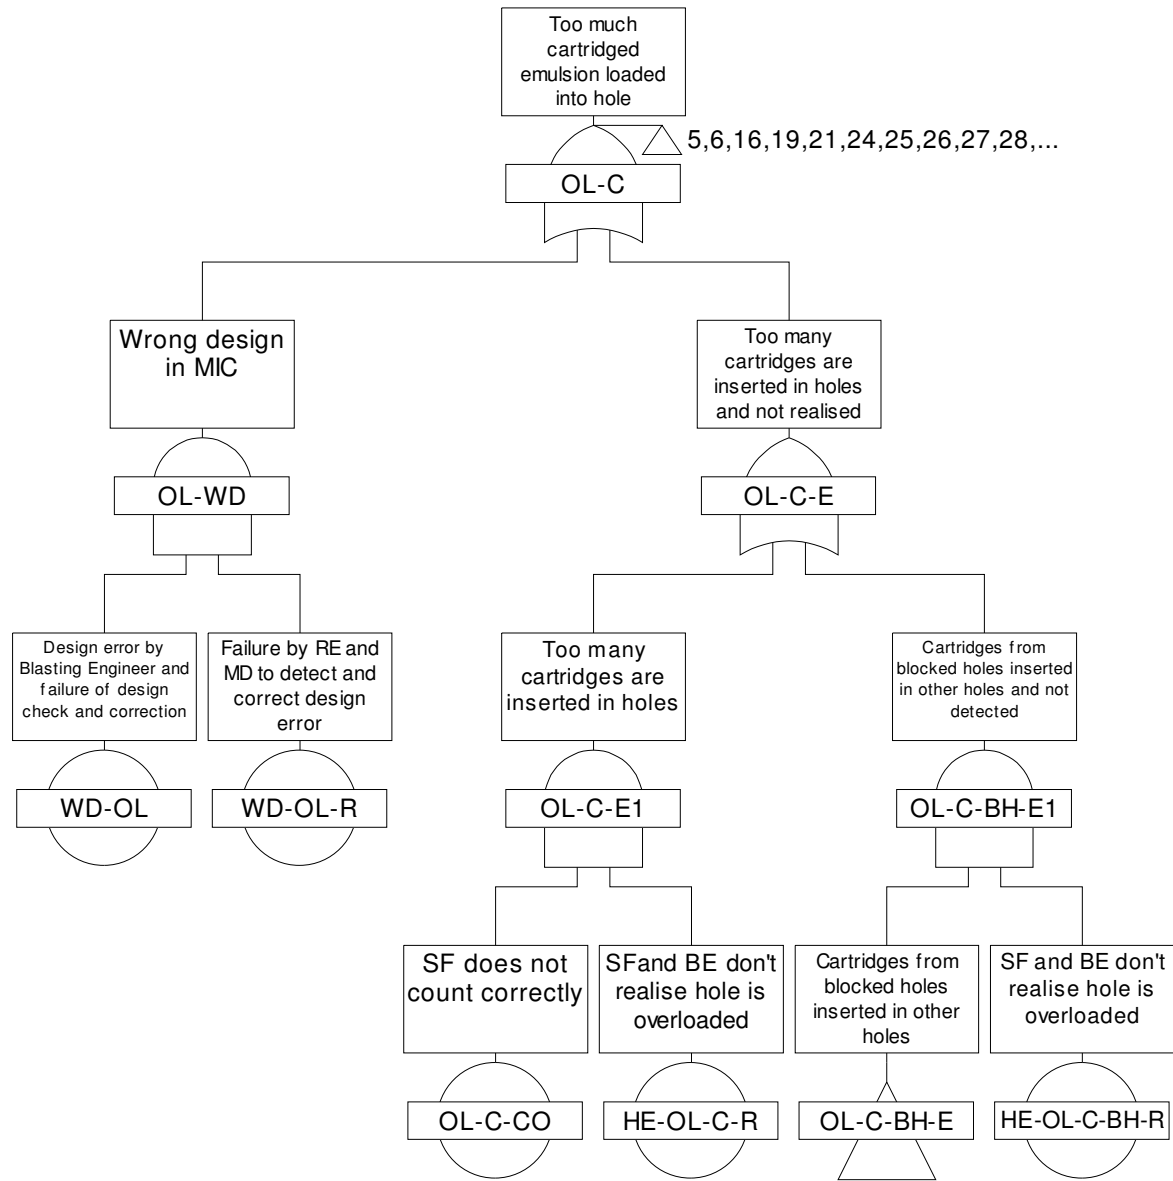 Too much
cartridged
emulsion loaded
into hole
5,6,16,19,21,24,25,26,27,28,...
OL-C
Wrong design
in MIC
OL-WD
Too many
cartridges are
inserted in holes
and not realised
OL-C-E
Design error by
Blasting Engineer and
failure of design
check and correction
WD-OL
Failure by RE and
MD to detect and
correct design
error
WD-OL-R
Too many
cartridges are
inserted in holes
OL-C-E1
Cartridges from
blocked holes inserted
in other holes and not
detected
OL-C-BH-E1
SF does not
count correctly
OL-C-CO
SFand BE don't
realise hole is
overloaded
HE-OL-C-R
Cartridges from
blocked holes
inserted in other
holes
OL-C-BH-E
SF and BE don't
realise hole is
overloaded
HE-OL-C-BH-R